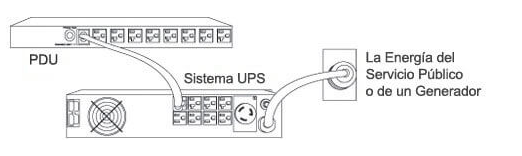 PDU
Sistema UPS
La Energía del
Servicio Público
o de un Generador